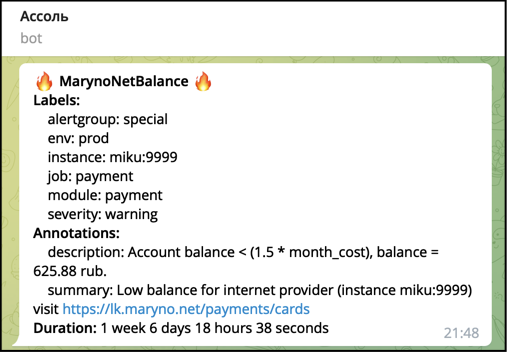 Ассоль
bot
🔥 MarynoNetBalance 🔥
Labels:
alertgroup: special
env: prod
instance: miku:9999
job: payment
module: payment
severity: warning
Annotations:
description: Account balance < (1.5 * month_cost), balance =
625.88 rub.
summary: Low balance for internet provider (instance miku:9999)
visit https://lk.maryno.net/payments/cards
Duration: 1 week 6 days 18 hours 38 seconds
21:48